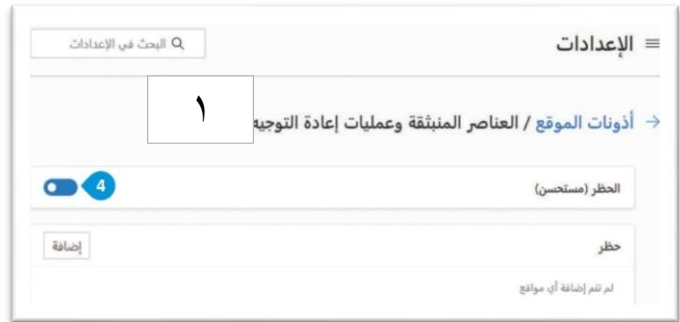 الإعدادات
البحث في الإعدادات
١
أذونات الموقع / العناصر المنبثقة وعمليات إعادة التوجيه
الحظر (مستحسن)
4
حظر
إضافة
لم تتم إضافة أي مواقع